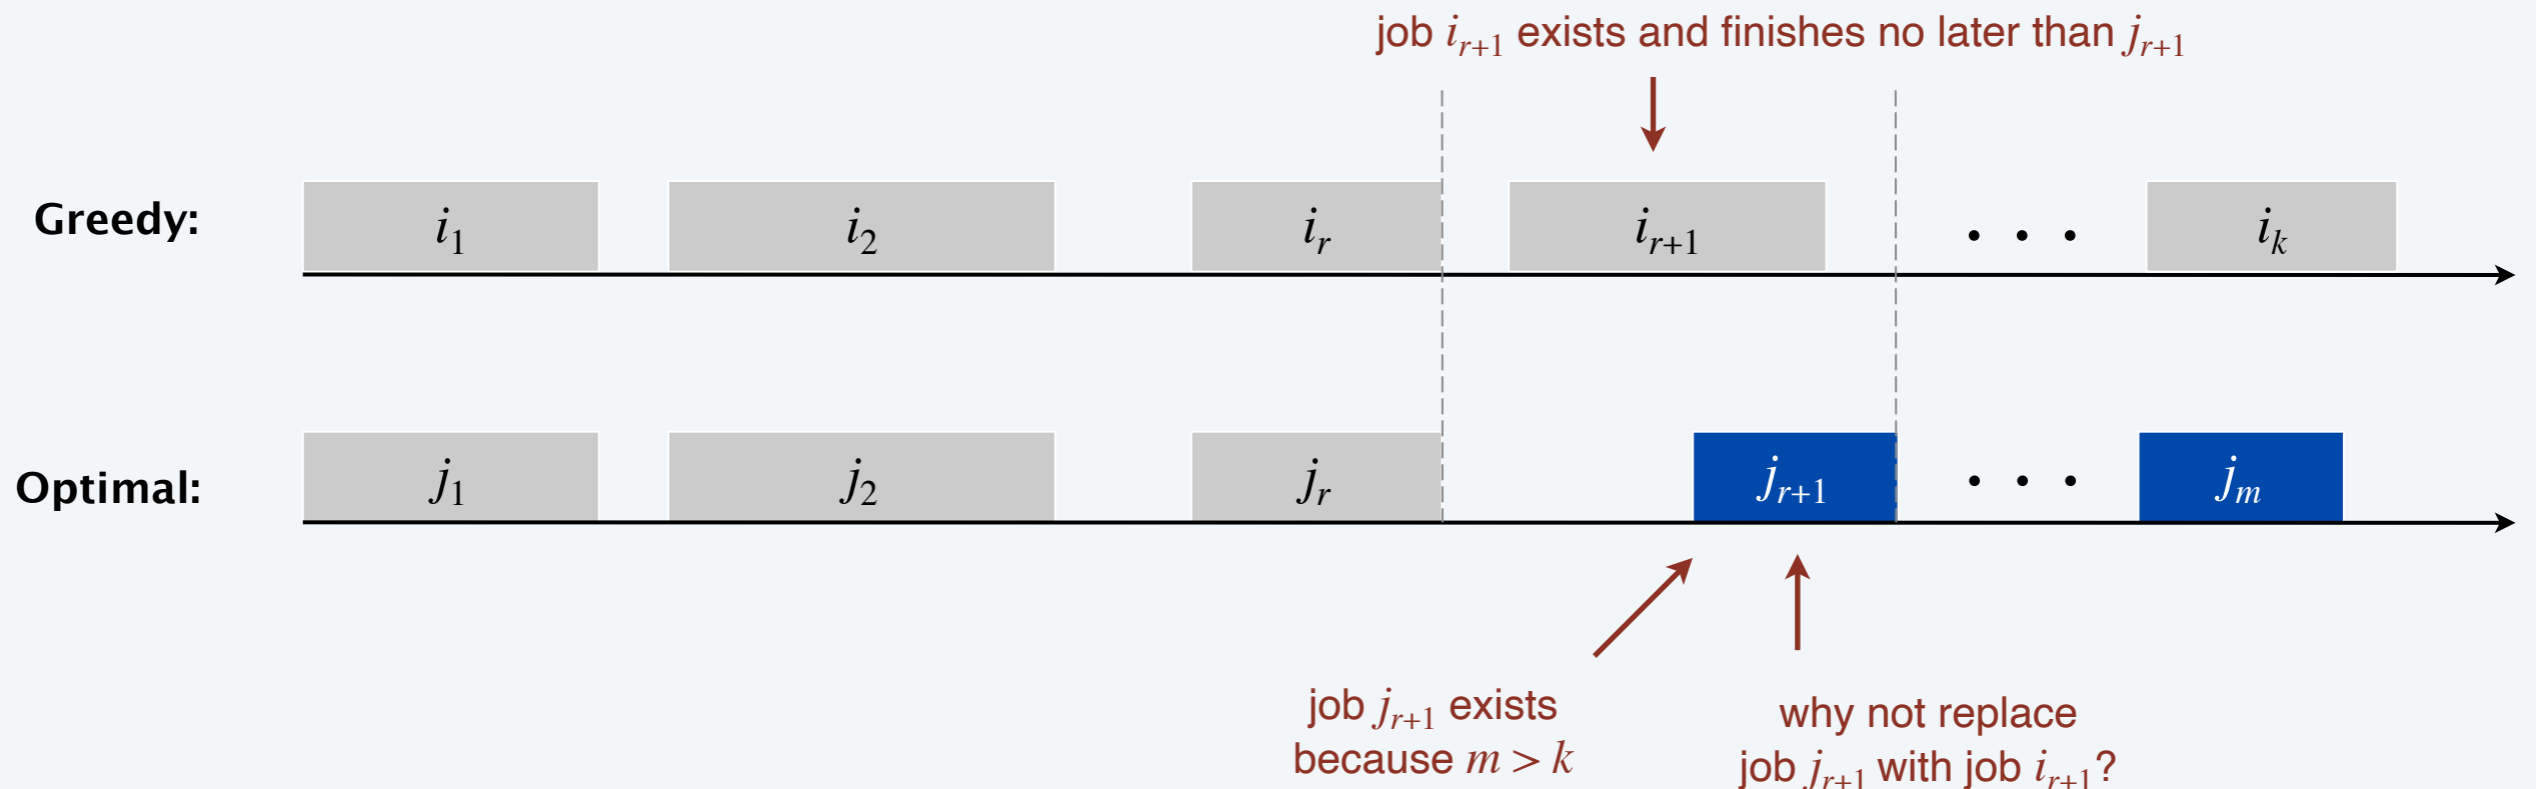 job i_{r+1} exists and finishes no later than j_{r+1}
Greedy:
i_1
i_2
i_r
i_{r+1}
. . .
i_k
Optimal:
j_1
j_2
j_r
j_{r+1}
. . .
j_m
job j_{r+1} exists
because m > k
why not replace
job j_{r+1} with job i_{r+1}?